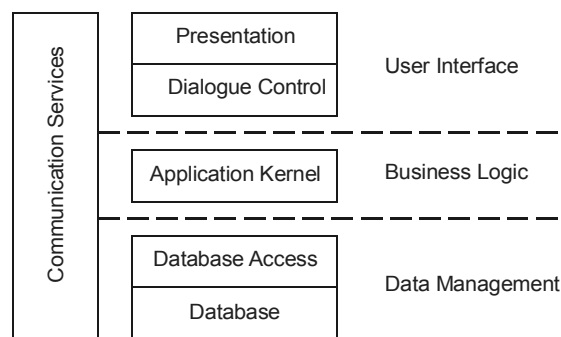 Communication Services
Presentation
Dialogue Control
User Interface
Application Kernel
Business Logic
Database Access
Database
Data Management